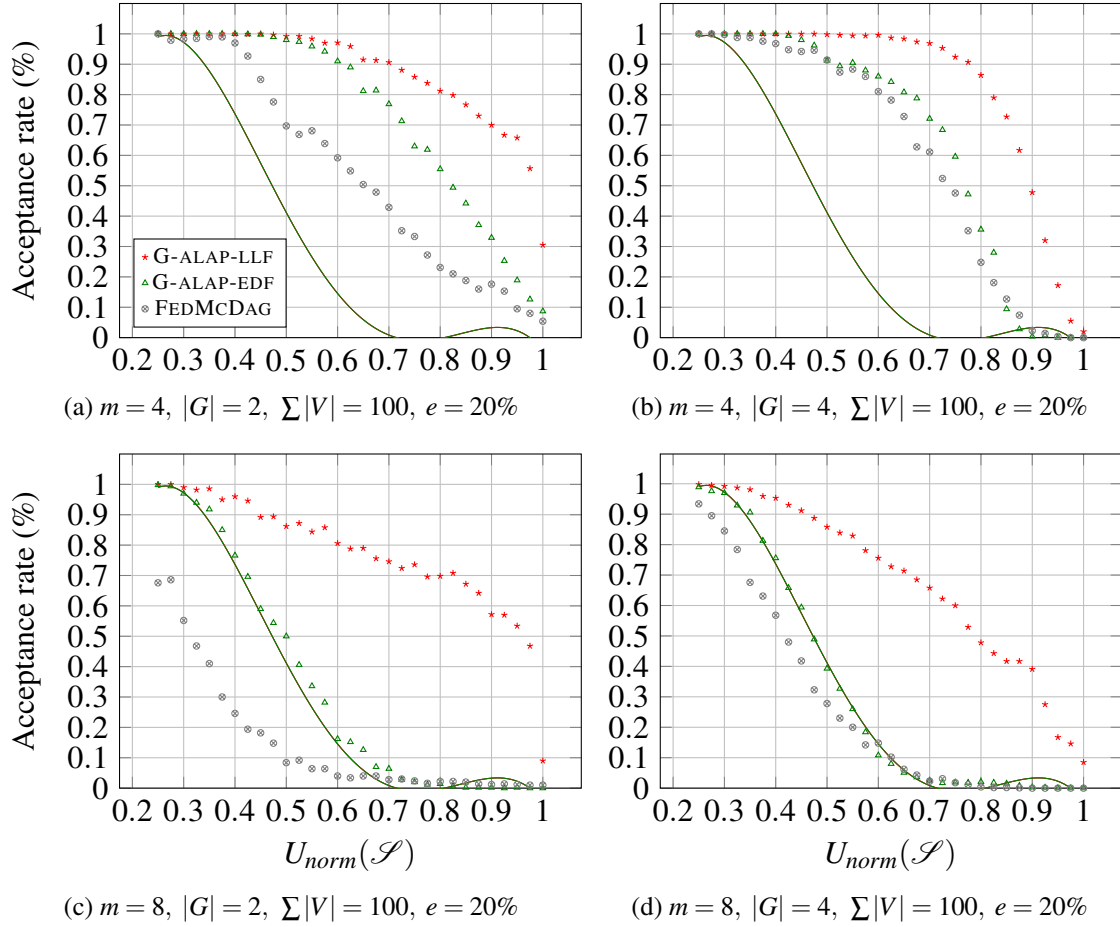 1
0.9
0.8
0.7
0.6
0.5
0.4
0.3
0.2
0.1
0
Acceptance rate (%)
G-ALAP-LLF
G-ALAP-EDF
FEDMCDAG
0.2 0.3 0.4 0.5 0.6 0.7 0.8 0.9 1
(a) m = 4, |G| = 2, ∑|V| = 100, e = 20%
1
0.9
0.8
0.7
0.6
0.5
0.4
0.3
0.2
0.1
0
0.2 0.3 0.4 0.5 0.6 0.7 0.8 0.9 1
(b) m = 4, |G| = 4, ∑|V| = 100, e = 20%
1
0.9
0.8
0.7
0.6
0.5
0.4
0.3
0.2
0.1
0
Acceptance rate (%)
0.2 0.3 0.4 0.5 0.6 0.7 0.8 0.9 1
U_norm(𝒮)
(c) m = 8, |G| = 2, ∑|V| = 100, e = 20%
1
0.9
0.8
0.7
0.6
0.5
0.4
0.3
0.2
0.1
0
0.2 0.3 0.4 0.5 0.6 0.7 0.8 0.9 1
U_norm(𝒮)
(d) m = 8, |G| = 4, ∑|V| = 100, e = 20%